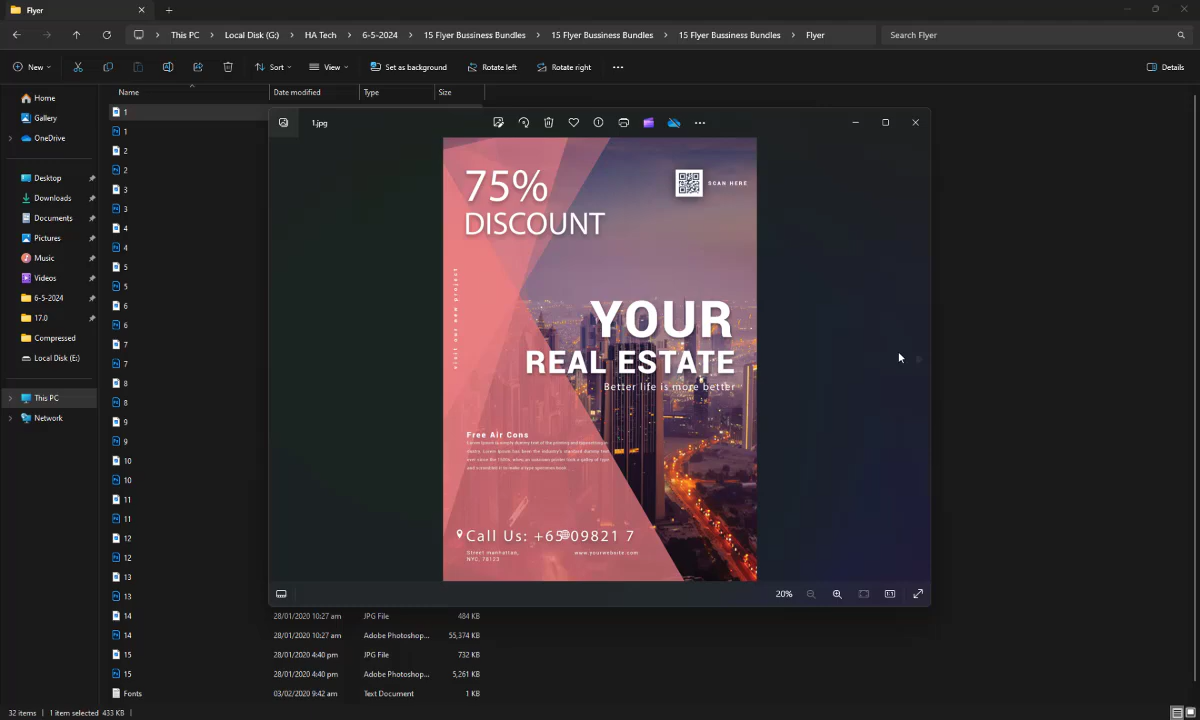 Flyer
This PC > Local Disk (G:) > HA Tech > 6-5-2024 > 15 Flyer Bussiness Bundles > 15 Flyer Bussiness Bundles > 15 Flyer Bussiness Bundles > Flyer
Search Flyer
New
Sort
View
Set as background
Rotate left
Rotate right
Details
Name
Date modified
Type
Size
Home
Gallery
OneDrive
Desktop
Downloads
Documents
Pictures
Music
Videos
6-5-2024
17.0
Compressed
Local Disk (E:)
This PC
Network
1
1
2
2
3
3
4
4
5
5
6
6
7
7
8
8
9
9
10
10
11
11
12
12
13
13
14 28/01/2020 10:27 am JPG File 484 KB
14 28/01/2020 10:27 am Adobe Photoshop... 55,374 KB
15 28/01/2020 4:40 pm JPG File 732 KB
15 28/01/2020 4:40 pm Adobe Photoshop... 5,261 KB
Fonts 03/02/2020 9:42 am Text Document 1 KB
1.jpg
75%
DISCOUNT
SCAN HERE
visit our new project
YOUR
REAL ESTATE
Better life is more better
Free Air Cons
Call Us: +65 09821 7
Street manhattan,
NYC, 78123
www.yourwebsite.com
20%
32 items
1 item selected 433 KB